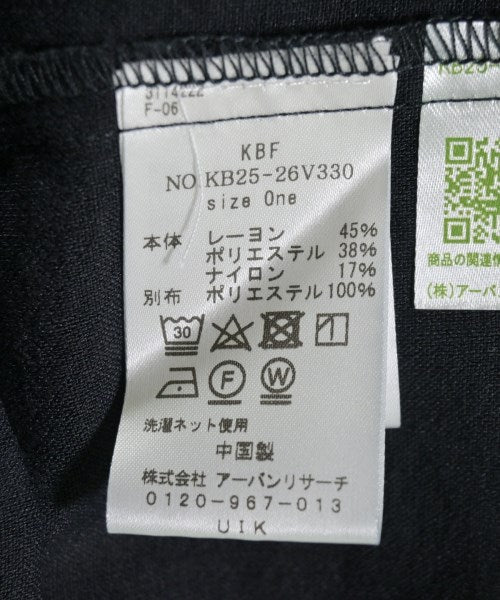 3114222
F-06
KBF
NO.KB25-26V330
size One
本体 レーヨン 45%
ポリエステル 38%
ナイロン 17%
別布 ポリエステル 100%
30
F
W
洗濯ネット使用
中国製
株式会社 アーバンリサーチ
0120-967-013
UIK
KB25-
商品の関連情
(株)アーバ